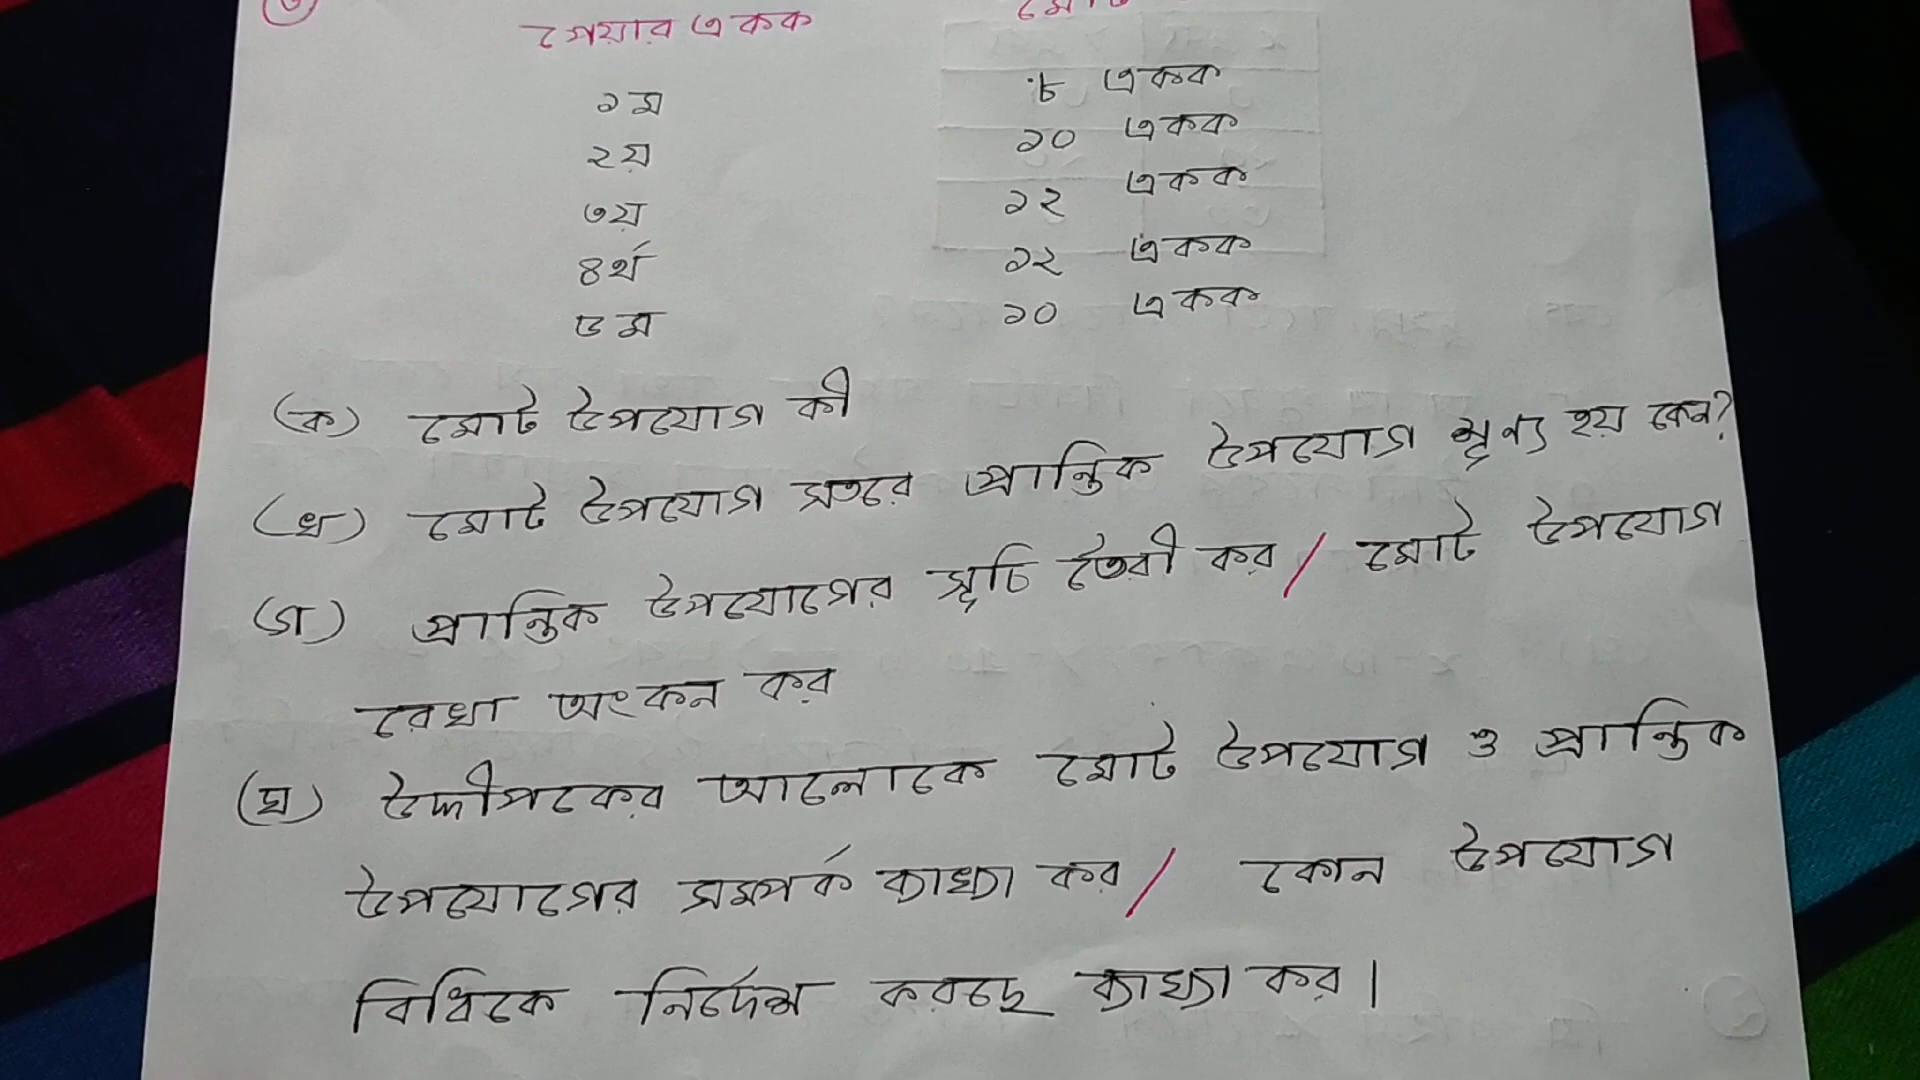 (৩)
পেয়ার একক মোট
১ম ৮ একক
২য় ১০ একক
৩য় ১২ একক
৪র্থ ১২ একক
৫ম ১০ একক
(ক) মোট উপযোগ কী
(খ) মোট উপযোগ স্তরে প্রান্তিক উপযোগ শূণ্য হয় কেন?
(গ) প্রান্তিক উপযোগের সূচি তৈরী কর / মোট উপযোগ
রেখা অংকন কর
(ঘ) উদ্দীপকের আলোকে মোট উপযোগ ও প্রান্তিক
উপযোগের সম্পর্ক ব্যাখ্যা কর / কোন উপযোগ
বিধিকে নির্দেশ করছে ব্যাখ্যা কর।